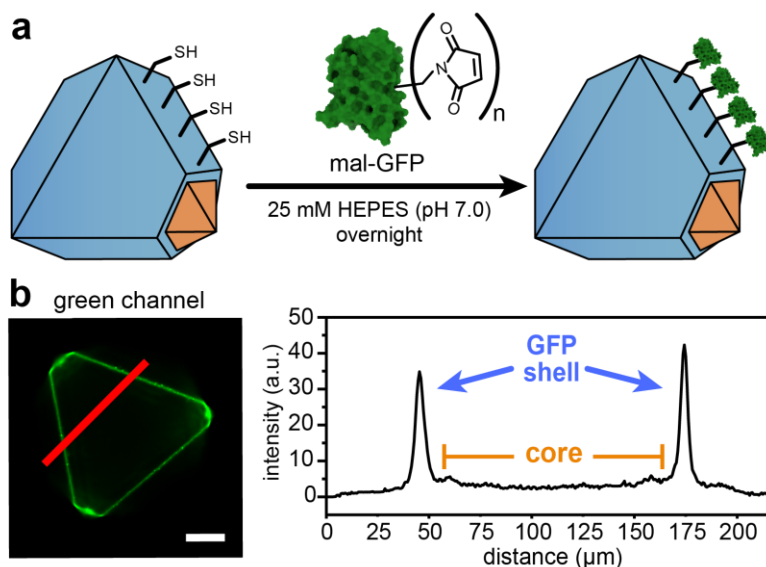 a
SH
SH
SH
SH
O
N
O
n
mal-GFP
25 mM HEPES (pH 7.0)
overnight
b
green channel
intensity (a.u.)
50
40
30
20
10
0
GFP
shell
core
0
25
50
75
100
125
150
175
200
distance (µm)